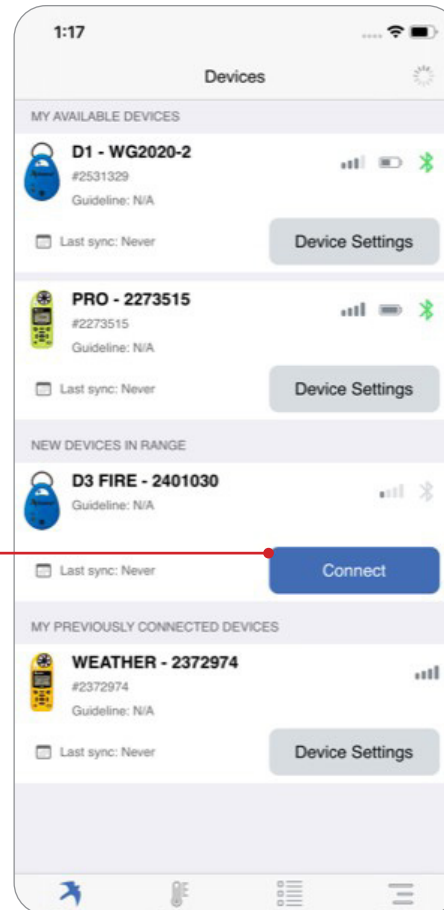 1:17
Devices
MY AVAILABLE DEVICES
D1 - WG2020-2
#2531329
Guideline: N/A
Last sync: Never
Device Settings
PRO - 2273515
#2273515
Guideline: N/A
Last sync: Never
Device Settings
NEW DEVICES IN RANGE
D3 FIRE - 2401030
Guideline: N/A
Last sync: Never
Connect
MY PREVIOUSLY CONNECTED DEVICES
WEATHER - 2372974
#2372974
Guideline: N/A
Last sync: Never
Device Settings